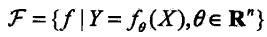 ℱ = {f | Y = f_θ(X), θ ∈ Rⁿ}